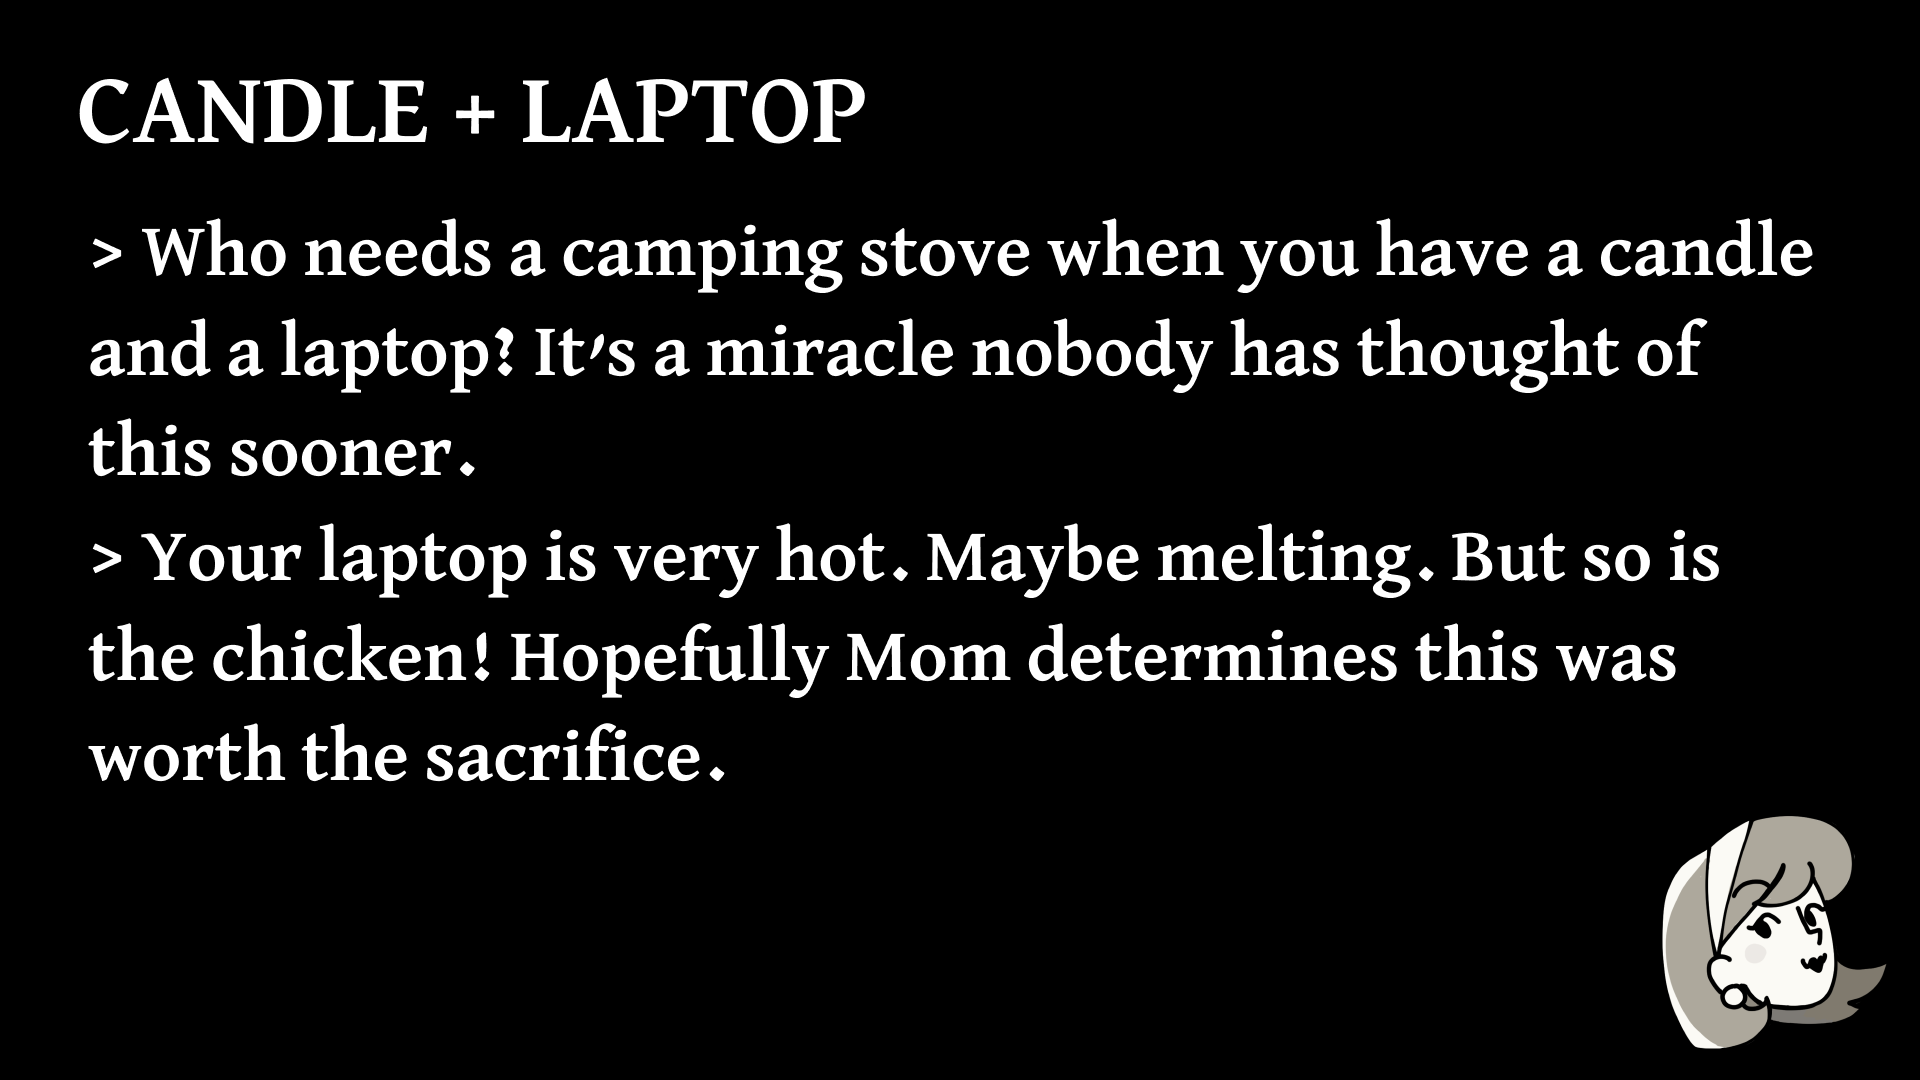 CANDLE + LAPTOP
> Who needs a camping stove when you have a candle
and a laptop? It's a miracle nobody has thought of
this sooner.
> Your laptop is very hot. Maybe melting. But so is
the chicken! Hopefully Mom determines this was
worth the sacrifice.